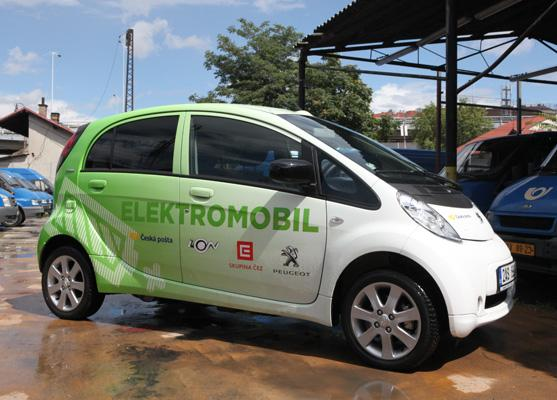 ELEKTROMOBIL
Česká pošta
SKUPINA ČEZ
PEUGEOT